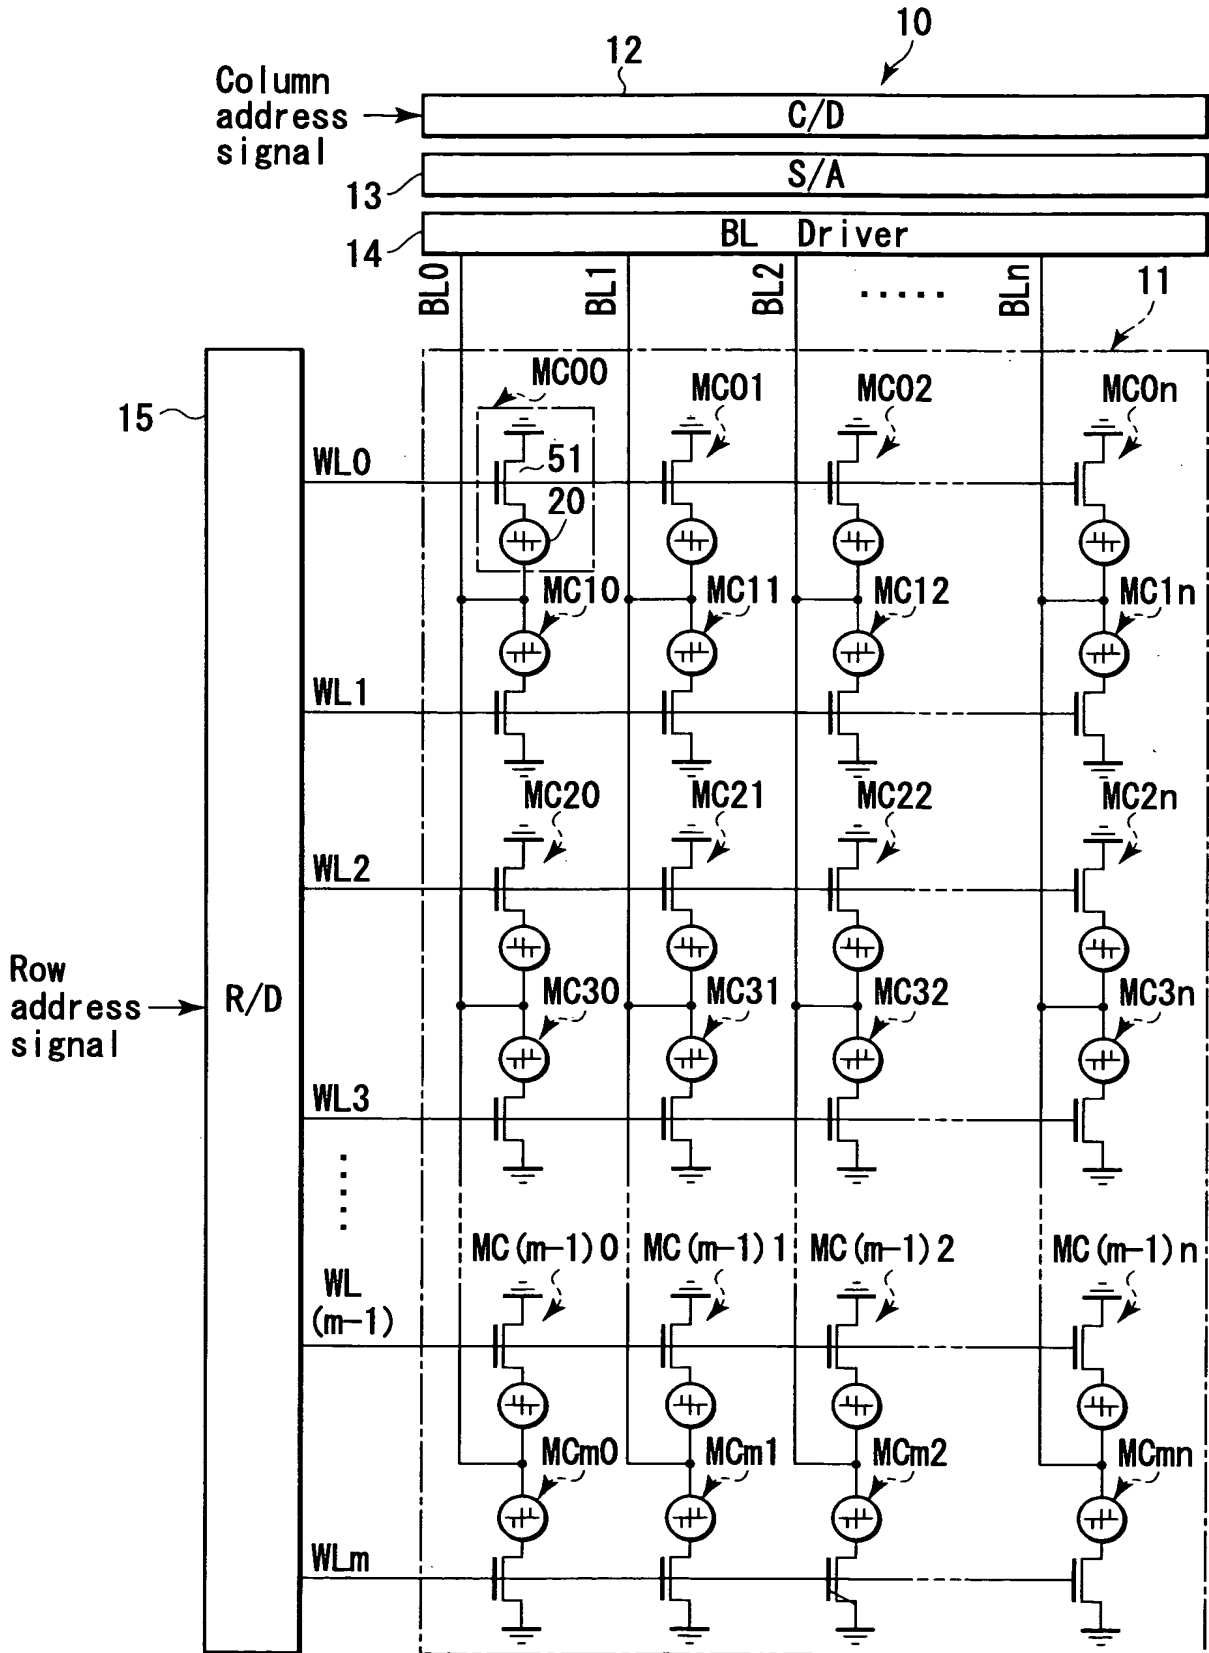 10
12
Column
address
signal
C/D
13
S/A
14
BL Driver
BL0
BL1
BL2
.....
BLn
11
15
MC00
MC01
MC02
MC0n
WL0
51
20
MC10
MC11
MC12
MC1n
WL1
MC20
MC21
MC22
MC2n
WL2
Row
address
signal
R/D
MC30
MC31
MC32
MC3n
WL3
.....
MC(m-1)0
MC(m-1)1
MC(m-1)2
MC(m-1)n
WL
(m-1)
MCm0
MCm1
MCm2
MCmn
WLm